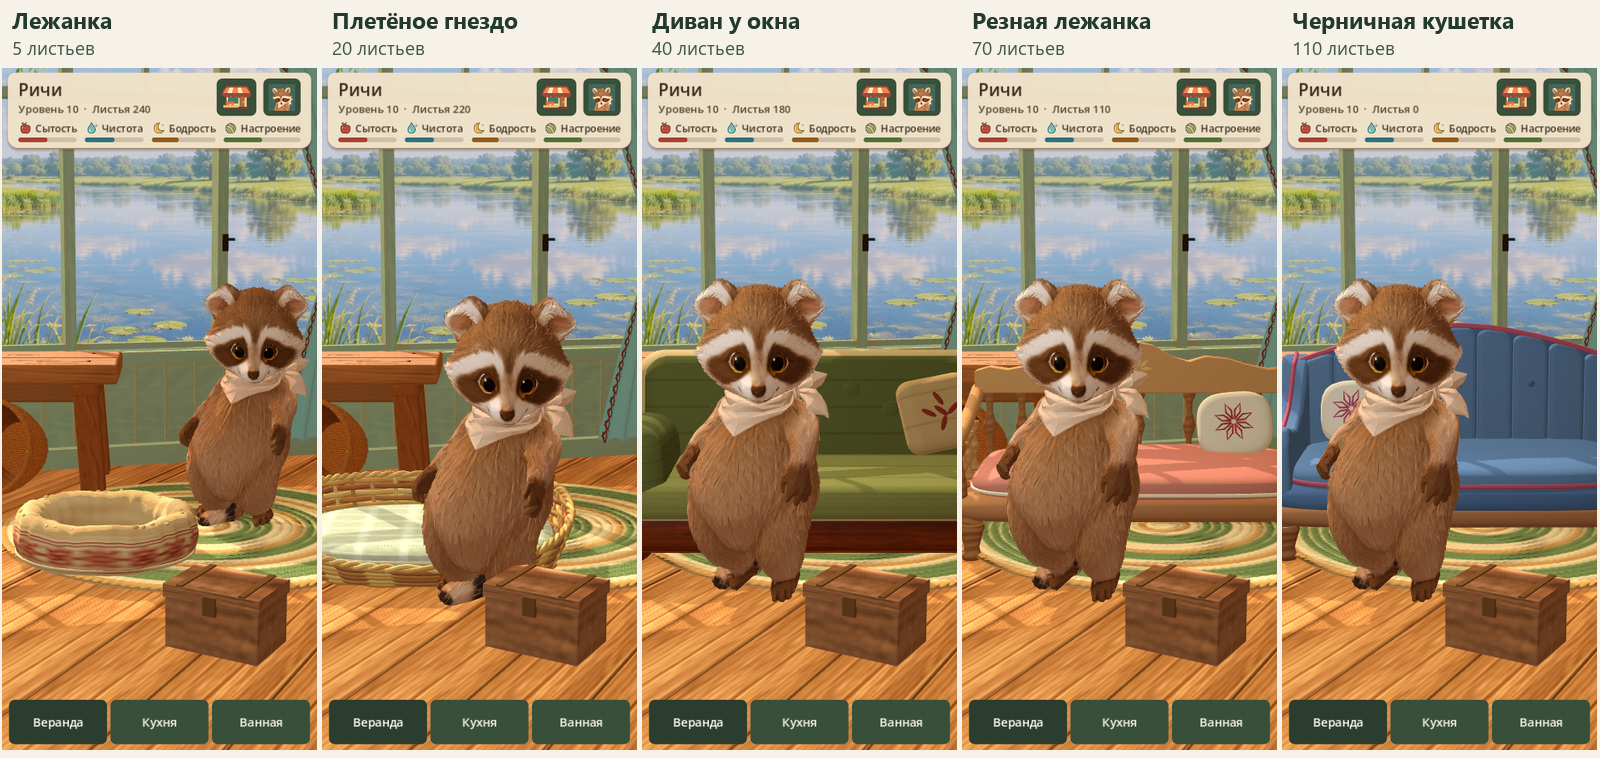 Лежанка
5 листьев
Ричи
Уровень 10 · Листья 240
Сытость Чистота Бодрость Настроение
Веранда Кухня Ванная
Плетёное гнездо
20 листьев
Ричи
Уровень 10 · Листья 220
Сытость Чистота Бодрость Настроение
Веранда Кухня Ванная
Диван у окна
40 листьев
Ричи
Уровень 10 · Листья 180
Сытость Чистота Бодрость Настроение
Веранда Кухня Ванная
Резная лежанка
70 листьев
Ричи
Уровень 10 · Листья 110
Сытость Чистота Бодрость Настроение
Веранда Кухня Ванная
Черничная кушетка
110 листьев
Ричи
Уровень 10 · Листья 0
Сытость Чистота Бодрость Настроение
Веранда Кухня Ванная